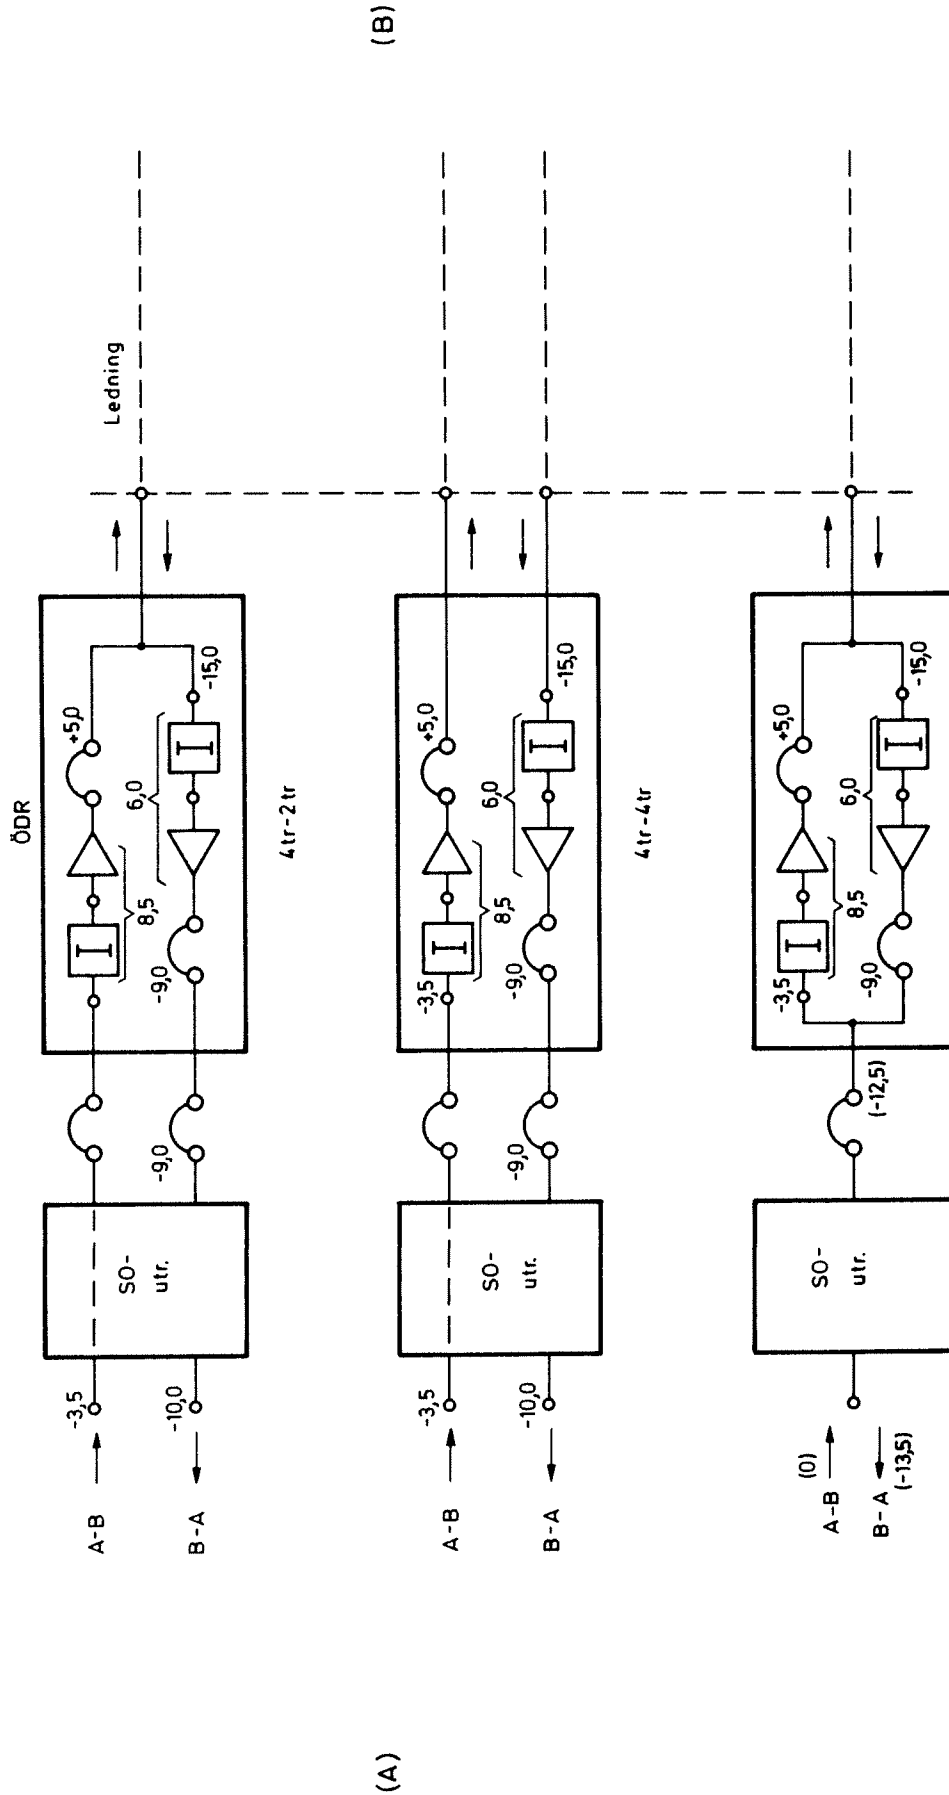 (A)
(B)
ÖDR
Ledning
A-B
-3,5
SO-
utr.
8,5
+5,0
B-A
-10,0
-9,0
-9,0
6,0
-15,0
4tr-2tr
A-B
-3,5
SO-
utr.
-3,5
8,5
+5,0
B-A
-10,0
-9,0
-9,0
6,0
-15,0
4tr-4tr
A-B
(0)
SO-
utr.
-3,5
8,5
+5,0
B-A
(-13,5)
(-12,5)
-9,0
6,0
-15,0